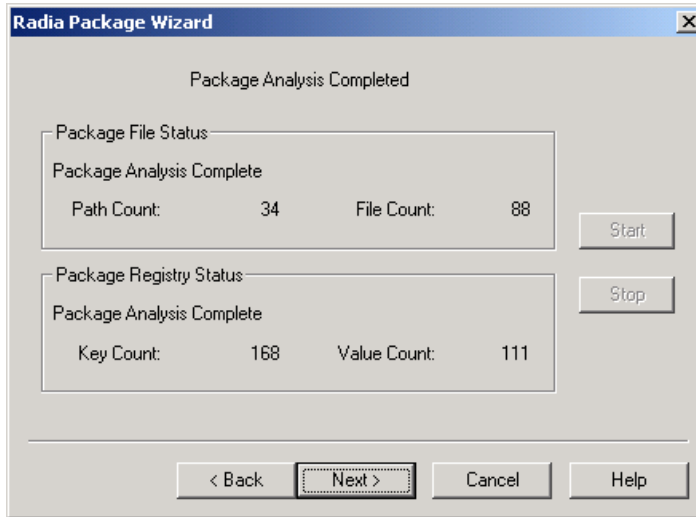 Radia Package Wizard
Package Analysis Completed
Package File Status
Package Analysis Complete
Path Count: 34 File Count: 88
Start
Package Registry Status
Stop
Package Analysis Complete
Key Count: 168 Value Count: 111
< Back Next > Cancel Help